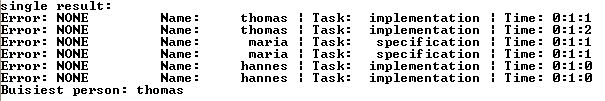 single result:
Error: NONE Name: thomas ¦ Task: implementation ¦ Time: 0:1:1
Error: NONE Name: thomas ¦ Task: implementation ¦ Time: 0:1:2
Error: NONE Name: maria ¦ Task: specification ¦ Time: 0:1:1
Error: NONE Name: maria ¦ Task: specification ¦ Time: 0:1:1
Error: NONE Name: hannes ¦ Task: implementation ¦ Time: 0:1:0
Error: NONE Name: hannes ¦ Task: implementation ¦ Time: 0:1:0
Buisiest person: thomas